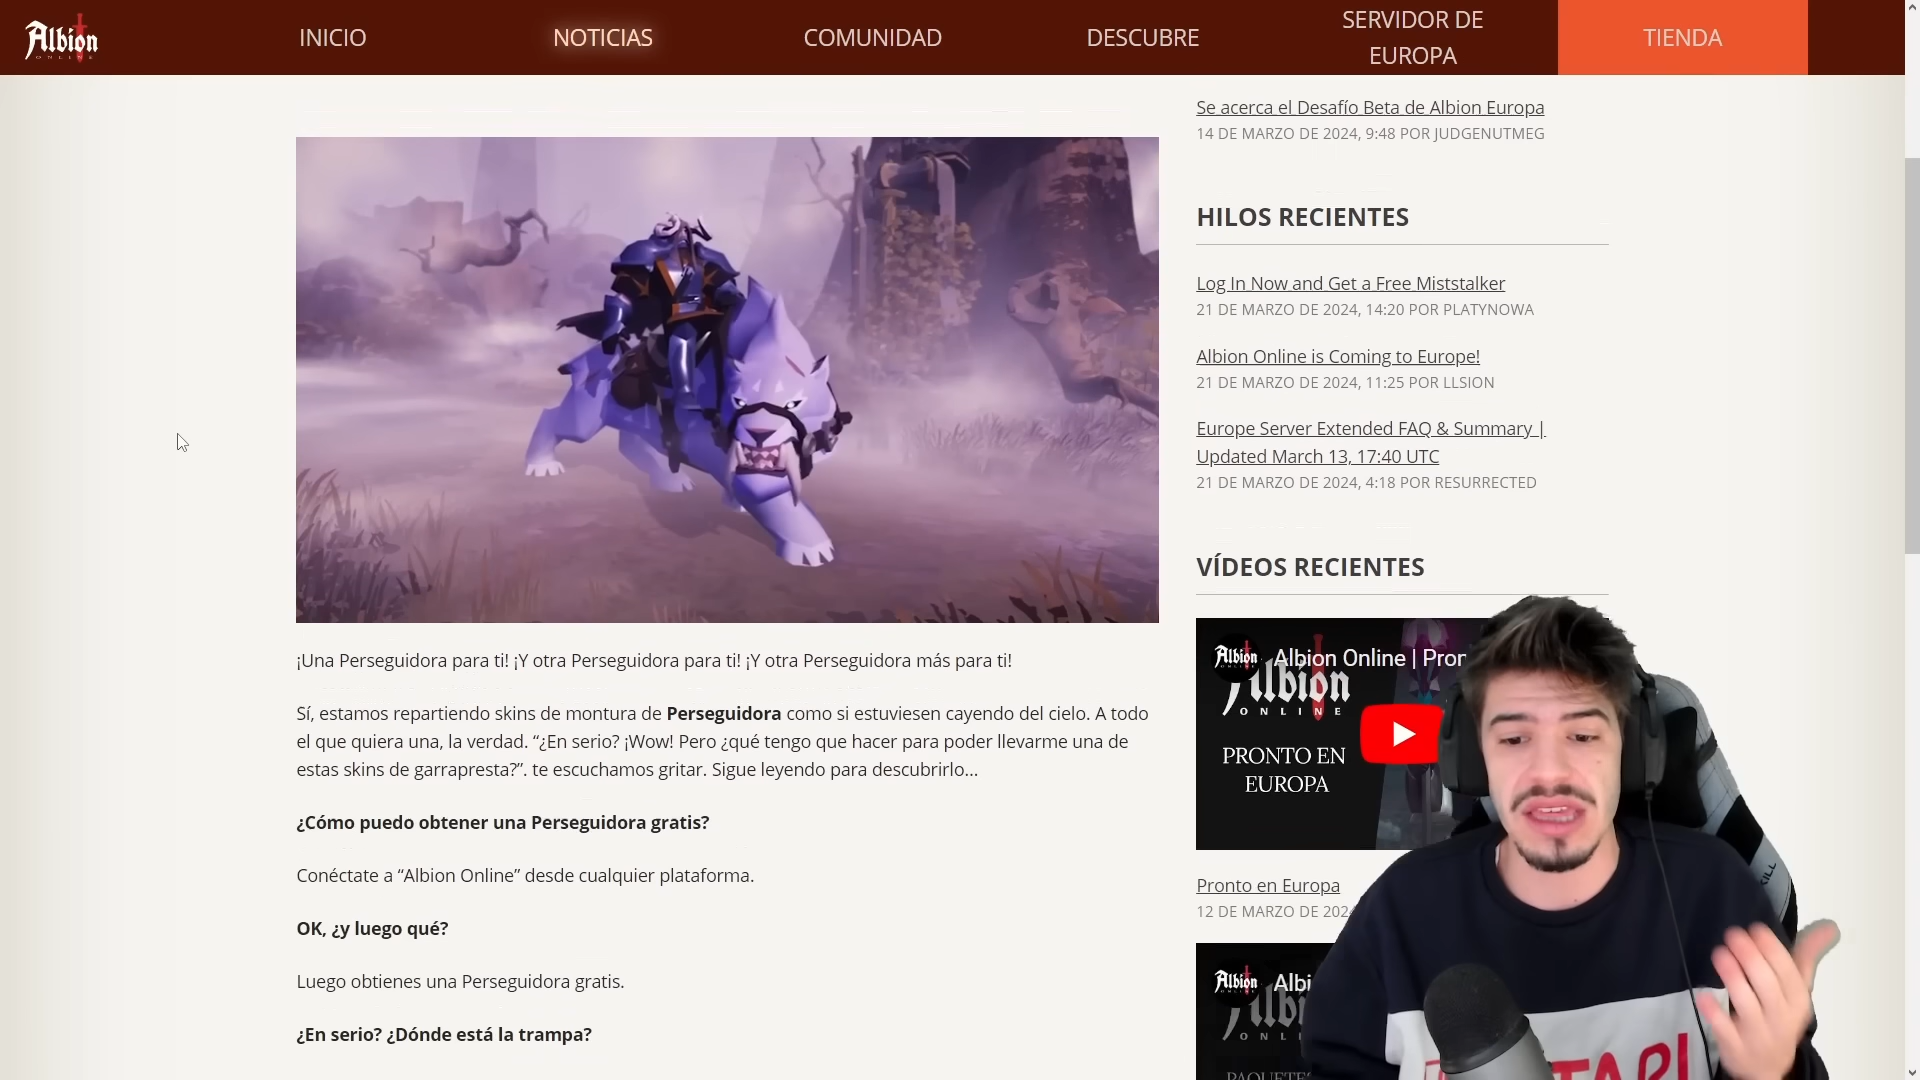 Albion
ONLINE
INICIO
NOTICIAS
COMUNIDAD
DESCUBRE
SERVIDOR DE
EUROPA
TIENDA
¡Una Perseguidora para ti! ¡Y otra Perseguidora para ti! ¡Y otra Perseguidora más para ti!
Sí, estamos repartiendo skins de montura de Perseguidora como si estuviesen cayendo del cielo. A todo
el que quiera una, la verdad. “¿En serio? ¡Wow! Pero ¿qué tengo que hacer para poder llevarme una de
estas skins de garrapresta?”. te escuchamos gritar. Sigue leyendo para descubrirlo...
¿Cómo puedo obtener una Perseguidora gratis?
Conéctate a “Albion Online” desde cualquier plataforma.
OK, ¿y luego qué?
Luego obtienes una Perseguidora gratis.
¿En serio? ¿Dónde está la trampa?
Se acerca el Desafío Beta de Albion Europa
14 DE MARZO DE 2024, 9:48 POR JUDGENUTMEG
HILOS RECIENTES
Log In Now and Get a Free Miststalker
21 DE MARZO DE 2024, 14:20 POR PLATYNOWA
Albion Online is Coming to Europe!
21 DE MARZO DE 2024, 11:25 POR LLSION
Europe Server Extended FAQ & Summary |
Updated March 13, 17:40 UTC
21 DE MARZO DE 2024, 4:18 POR RESURRECTED
VÍDEOS RECIENTES
Albion
Albion Online | Pron
Albion
ONLINE
PRONTO EN
EUROPA
Pronto en Europa
12 DE MARZO DE 2024
Albion
Albi